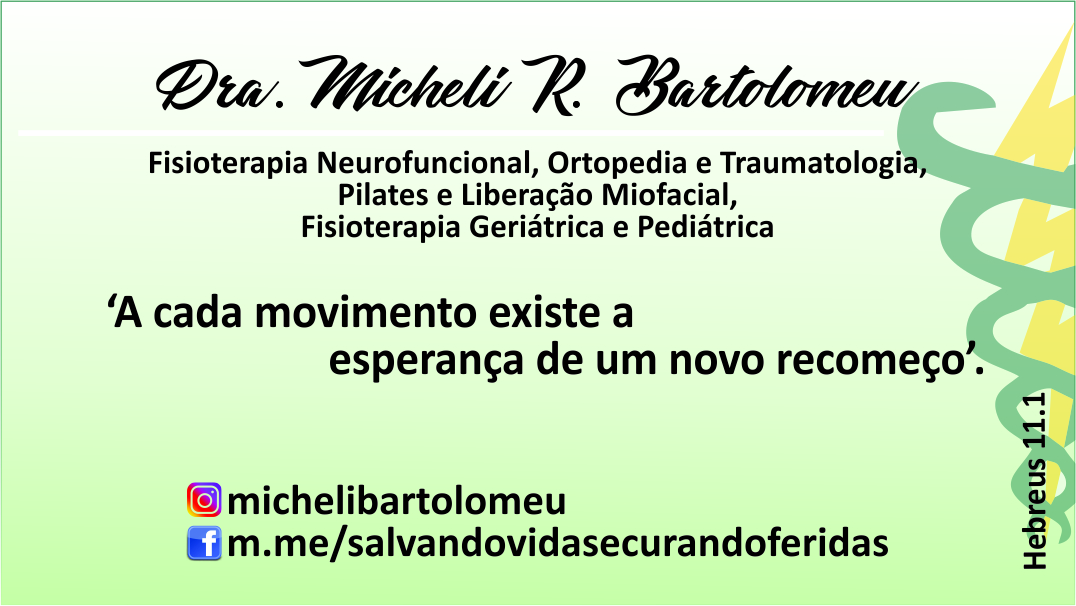 Dra. Micheli R. Bartolomeu
Fisioterapia Neurofuncional, Ortopedia e Traumatologia,
Pilates e Liberação Miofacial,
Fisioterapia Geriátrica e Pediátrica
‘A cada movimento existe a
esperança de um novo recomeço’.
Hebreus 11.1
michelibartolomeu
m.me/salvandovidasecurandoferidas